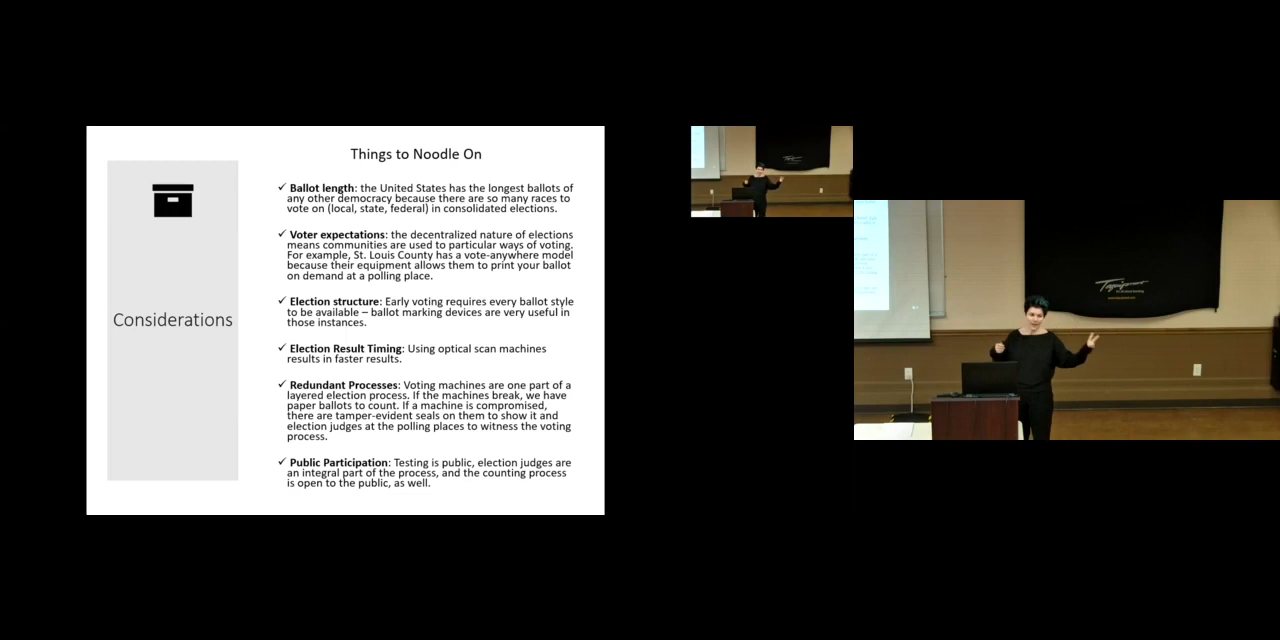 Things to Noodle On
Considerations
✓ Ballot length: the United States has the longest ballots of
any other democracy because there are so many races to
vote on (local, state, federal) in consolidated elections.
✓ Voter expectations: the decentralized nature of elections
means communities are used to particular ways of voting.
For example, St. Louis County has a vote-anywhere model
because their equipment allows them to print your ballot
on demand at a polling place.
✓ Election structure: Early voting requires every ballot style
to be available – ballot marking devices are very useful in
those instances.
✓ Election Result Timing: Using optical scan machines
results in faster results.
✓ Redundant Processes: Voting machines are one part of a
layered election process. If the machines break, we have
paper ballots to count. If a machine is compromised,
there are tamper-evident seals on them to show it and
election judges at the polling places to witness the voting
process.
✓ Public Participation: Testing is public, election judges are
an integral part of the process, and the counting process
is open to the public, as well.